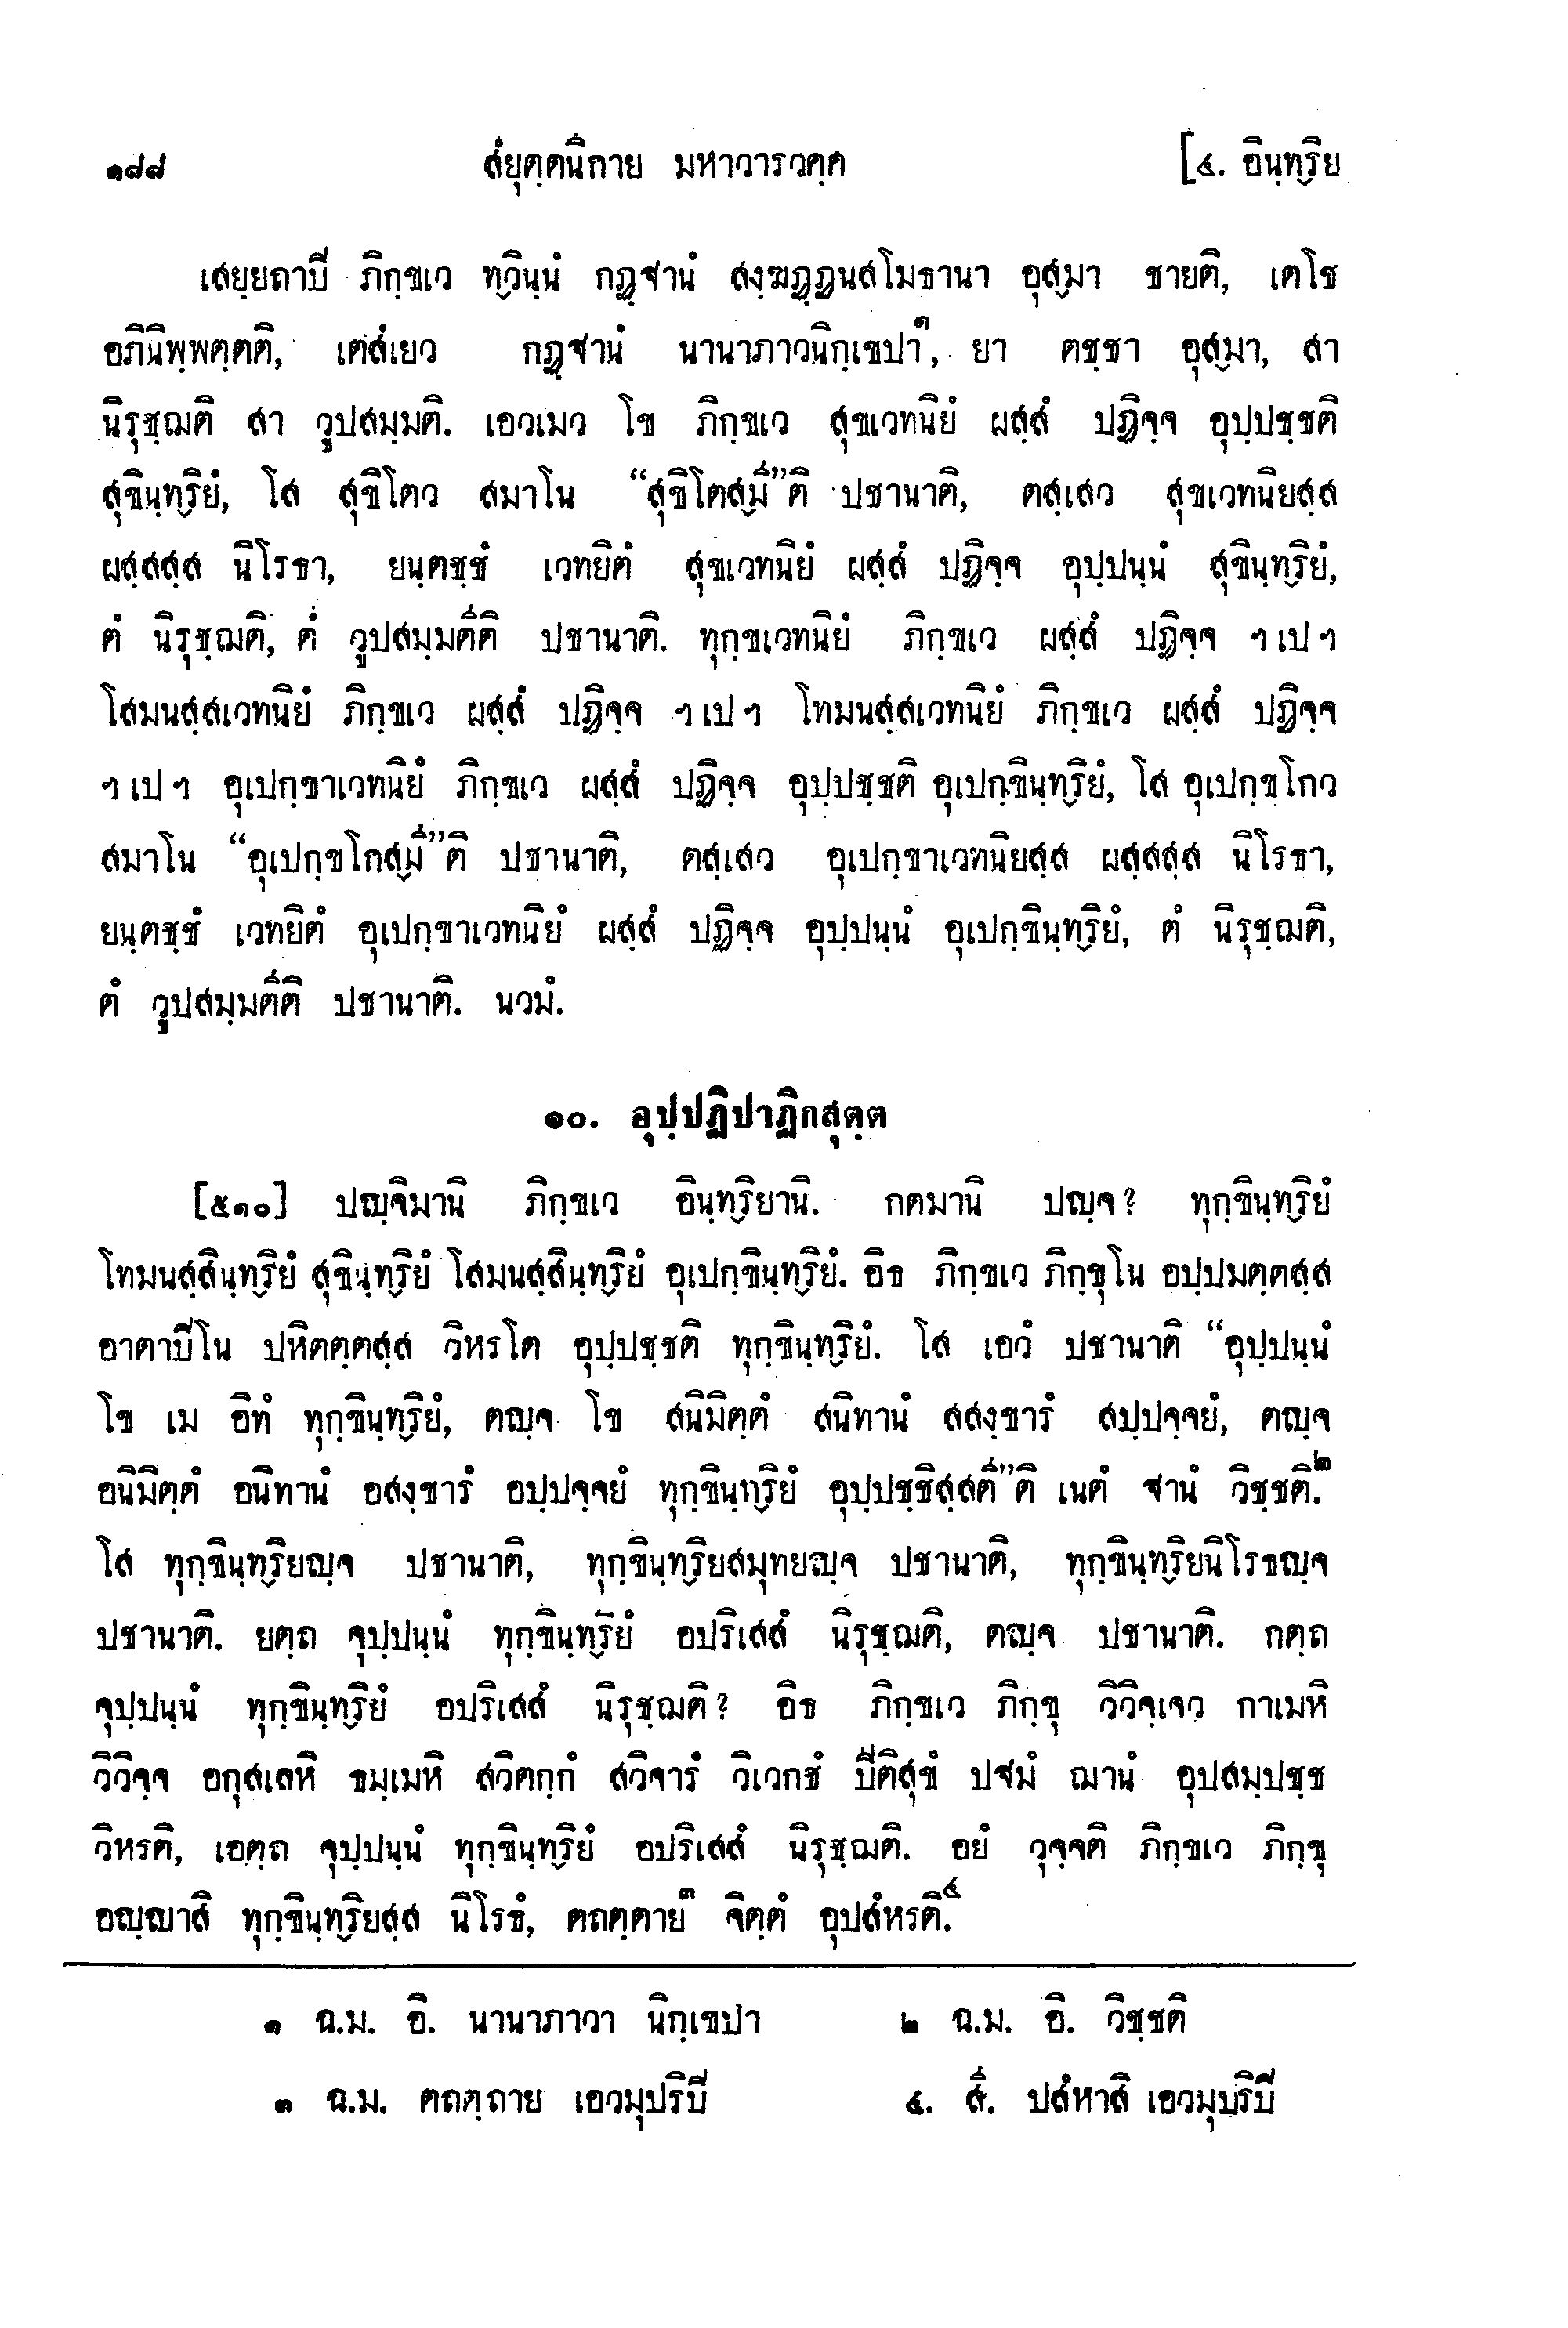 ๑๘๘ สํยุตฺตนิกาย มหาวารวคฺค [๔. อินฺทฺริย
เสยฺยถาปิ ภิกฺขเว ทฺวินฺนํ กฏฺฐานํ สงฺฆฏฺฏนสโมธานา อุสฺมา ชายติ, เตโช
อภินิพฺพตฺตติ, เตสํเยว กฏฺฐานํ นานาภาวนิกฺเขปา๑, ยา ตชฺชา อุสฺมา, สา
นิรุชฺฌติ สา วูปสมฺมติ. เอวเมว โข ภิกฺขเว สุขเวทนิยํ ผสฺสํ ปฏิจฺจ อุปฺปชฺชติ
สุขินฺทฺริยํ, โส สุขิโตว สมาโน “สุขิโตสฺมี”ติ ปชานาติ, ตสฺเสว สุขเวทนิยสฺส
ผสฺสสฺส นิโรธา, ยนฺตชฺชํ เวทยิตํ สุขเวทนิยํ ผสฺสํ ปฏิจฺจ อุปฺปนฺนํ สุขินฺทฺริยํ,
ตํ นิรุชฺฌติ, ตํ วูปสมฺมตีติ ปชานาติ. ทุกฺขเวทนิยํ ภิกฺขเว ผสฺสํ ปฏิจฺจ ฯเปฯ
โสมนสฺสเวทนิยํ ภิกฺขเว ผสฺสํ ปฏิจฺจ ฯเปฯ โทมนสฺสเวทนิยํ ภิกฺขเว ผสฺสํ ปฏิจฺจ
ฯเปฯ อุเปกฺขาเวทนิยํ ภิกฺขเว ผสฺสํ ปฏิจฺจ อุปฺปชฺชติ อุเปกฺขินฺทฺริยํ, โส อุเปกฺขโกว
สมาโน “อุเปกฺขโกสฺมี”ติ ปชานาติ, ตสฺเสว อุเปกฺขาเวทนิยสฺส ผสฺสสฺส นิโรธา,
ยนฺตชฺชํ เวทยิตํ อุเปกฺขาเวทนิยํ ผสฺสํ ปฏิจฺจ อุปฺปนฺนํ อุเปกฺขินฺทฺริยํ, ตํ นิรุชฺฌติ,
ตํ วูปสมฺมตีติ ปชานาติ. นวมํ.
๑๐. อุปฺปฏิปาฏิกสุตฺต
[๕๑๐] ปญฺจิมานิ ภิกฺขเว อินฺทฺริยานิ. กตมานิ ปญฺจ? ทุกฺขินฺทฺริยํ
โทมนสฺสินฺทฺริยํ สุขินฺทฺริยํ โสมนสฺสินฺทฺริยํ อุเปกฺขินฺทฺริยํ. อิธ ภิกฺขเว ภิกฺขุโน อปฺปมตฺตสฺส
อาตาปิโน ปหิตตฺตสฺส วิหรโต อุปฺปชฺชติ ทุกฺขินฺทฺริยํ. โส เอวํ ปชานาติ “อุปฺปนฺนํ
โข เม อิทํ ทุกฺขินฺทฺริยํ, ตญฺจ โข สนิมิตฺตํ สนิทานํ สสงฺขารํ สปฺปจฺจยํ, ตญฺจ
อนิมิตฺตํ อนิทานํ อสงฺขารํ อปฺปจฺจยํ ทุกฺขินฺทฺริยํ อุปฺปชฺชิสฺสตี”ติ เนตํ ฐานํ วิชฺชติ.๒
โส ทุกฺขินฺทฺริยญฺจ ปชานาติ, ทุกฺขินฺทฺริยสมุทยญฺจ ปชานาติ, ทุกฺขินฺทฺริยนิโรธญฺจ
ปชานาติ. ยตฺถ จุปฺปนฺนํ ทุกฺขินฺทฺริยํ อปริเสสํ นิรุชฺฌติ, ตญฺจ ปชานาติ. กตฺถ
จุปฺปนฺนํ ทุกฺขินฺทฺริยํ อปริเสสํ นิรุชฺฌติ? อิธ ภิกฺขเว ภิกฺขุ วิวิจฺเจว กาเมหิ
วิวิจฺจ อกุสเลหิ ธมฺเมหิ สวิตกฺกํ สวิจารํ วิเวกชํ ปีติสุขํ ปฐมํ ฌานํ อุปสมฺปชฺช
วิหรติ, เอตฺถ จุปฺปนฺนํ ทุกฺขินฺทฺริยํ อปริเสสํ นิรุชฺฌติ. อยํ วุจฺจติ ภิกฺขเว ภิกฺขุ
อญฺญาสิ ทุกฺขินฺทฺริยสฺส นิโรธํ, ตถตฺตาย๓ จิตฺตํ อุปสํหรติ.๔
๑ ฉ.ม. อิ. นานาภาวา นิกฺเขปา ๒ ฉ.ม. อิ. วิชฺชติ
๓ ฉ.ม. ตถตฺถาย เอวมุปริปิ ๔. สี. ปสํหาสิ เอวมุปริปิ